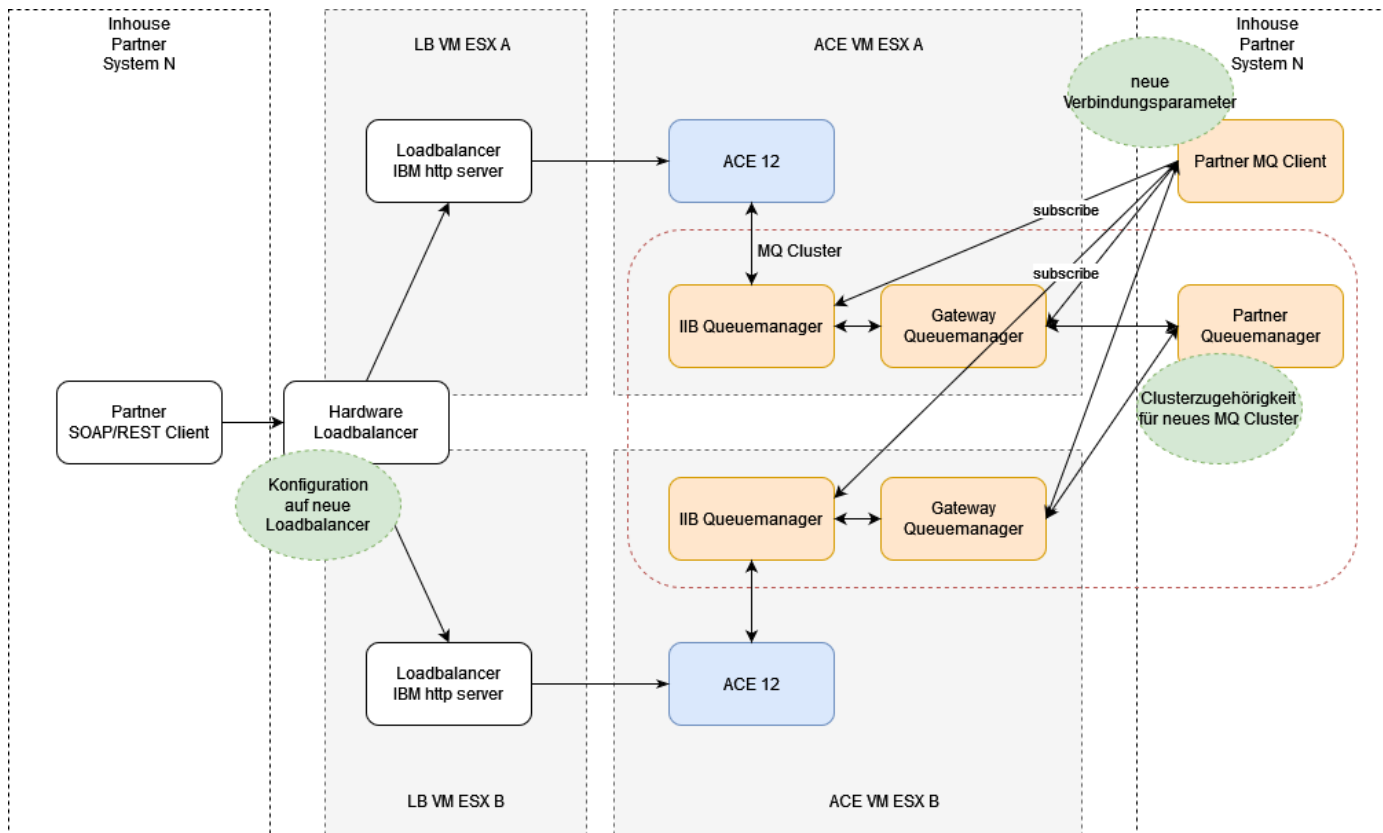 Inhouse
Partner
System N
LB VM ESX A
ACE VM ESX A
Inhouse
Partner
System N
neue
Verbindungsparameter
Loadbalancer
IBM http server
ACE 12
Partner MQ Client
subscribe
MQ Cluster
subscribe
IIB Queuemanager
Gateway
Queuemanager
Partner
Queuemanager
Partner
SOAP/REST Client
Hardware
Loadbalancer
Clusterzugehörigkeit
für neues MQ Cluster
Konfiguration
auf neue
Loadbalancer
IIB Queuemanager
Gateway
Queuemanager
Loadbalancer
IBM http server
ACE 12
LB VM ESX B
ACE VM ESX B